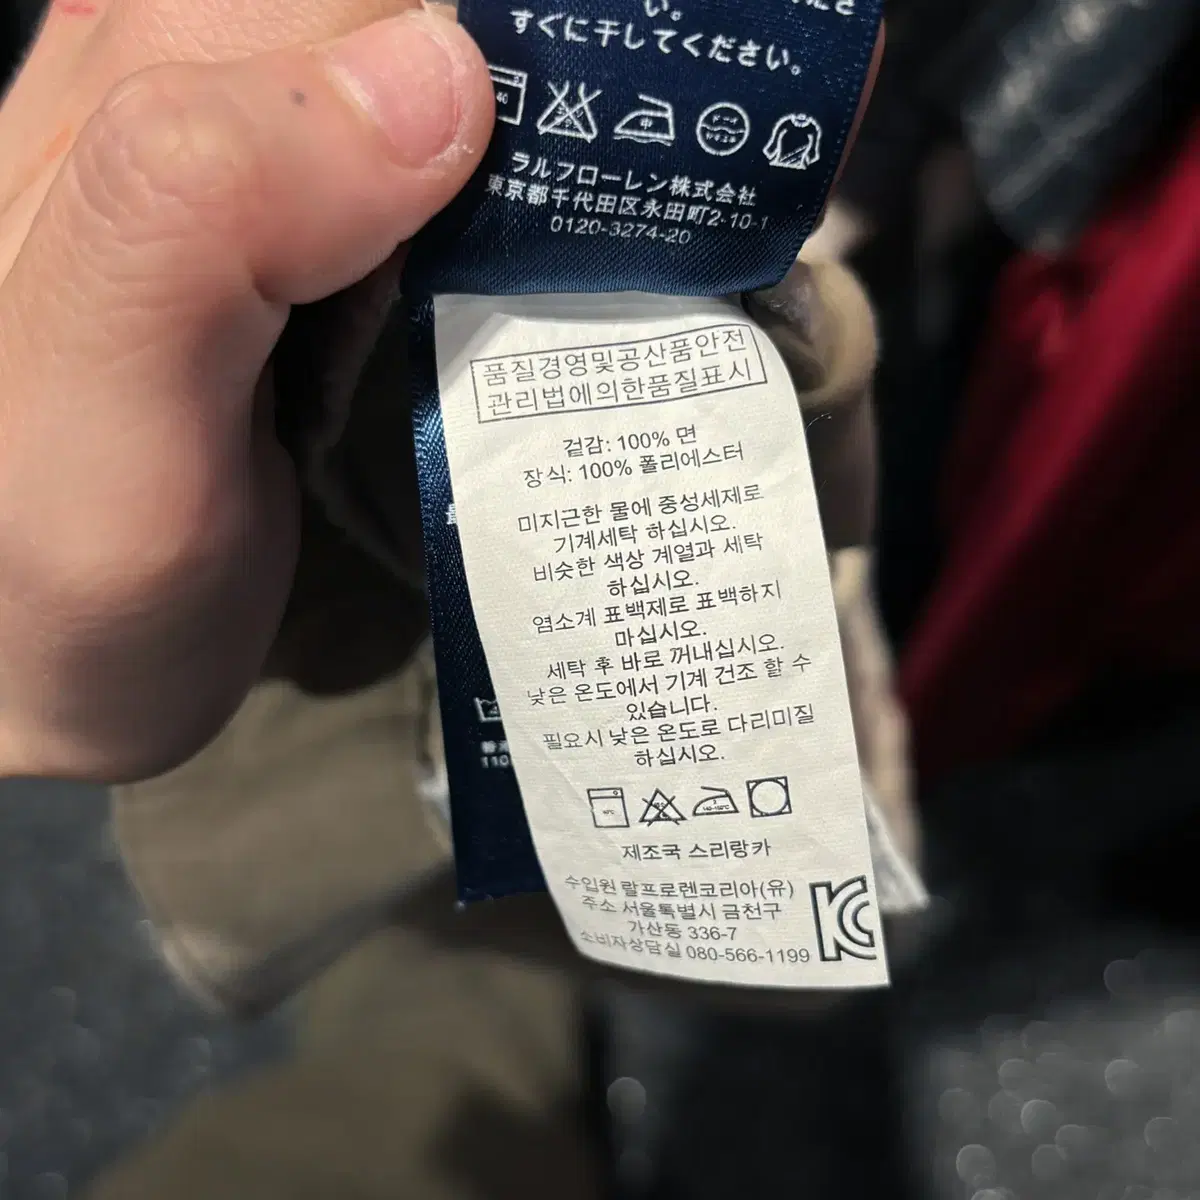 い。
すぐに干してください。
40
中
ラルフローレン株式会社
東京都千代田区永田町2-10-1
0120-3274-20
품질경영및공산품안전
관리법에의한품질표시
겉감: 100% 면
장식: 100% 폴리에스터
미지근한 물에 중성세제로
기계세탁 하십시오.
비슷한 색상 계열과 세탁
하십시오.
염소계 표백제로 표백하지
마십시오.
세탁 후 바로 꺼내십시오.
낮은 온도에서 기계 건조 할 수
있습니다.
필요시 낮은 온도로 다리미질
하십시오.
제조국 스리랑카
수입원 랄프로렌코리아(유)
주소 서울특별시 금천구
가산동 336-7
소비자상담실 080-566-1199